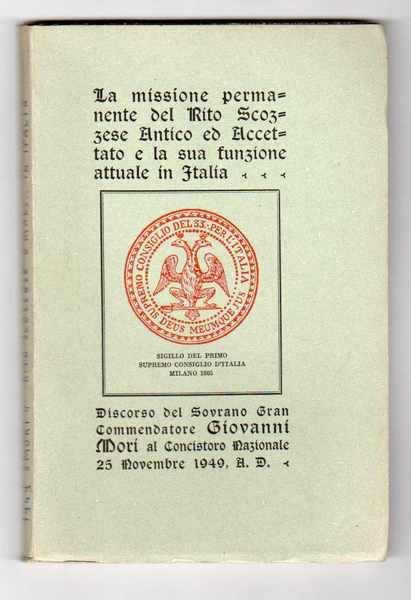 La missione perma=
nente del Rito Scoz=
zese Antico ed Accet=
tato e la sua funzione
attuale in Italia
SUPREMO CONSIGLIO DEL 33 · PER L'ITALIA
DEUS MEUMQUE JUS
SIGILLO DEL PRIMO
SUPREMO CONSIGLIO D'ITALIA
MILANO 1805
Discorso del Sovrano Gran
Commendatore Giovanni
Mori al Concistoro Nazionale
25 Novembre 1949, A. D.